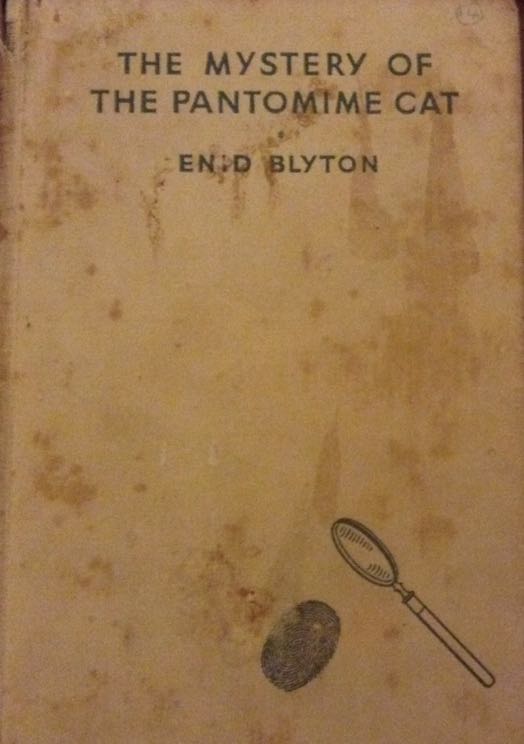 THE MYSTERY OF
THE PANTOMIME CAT
ENID BLYTON